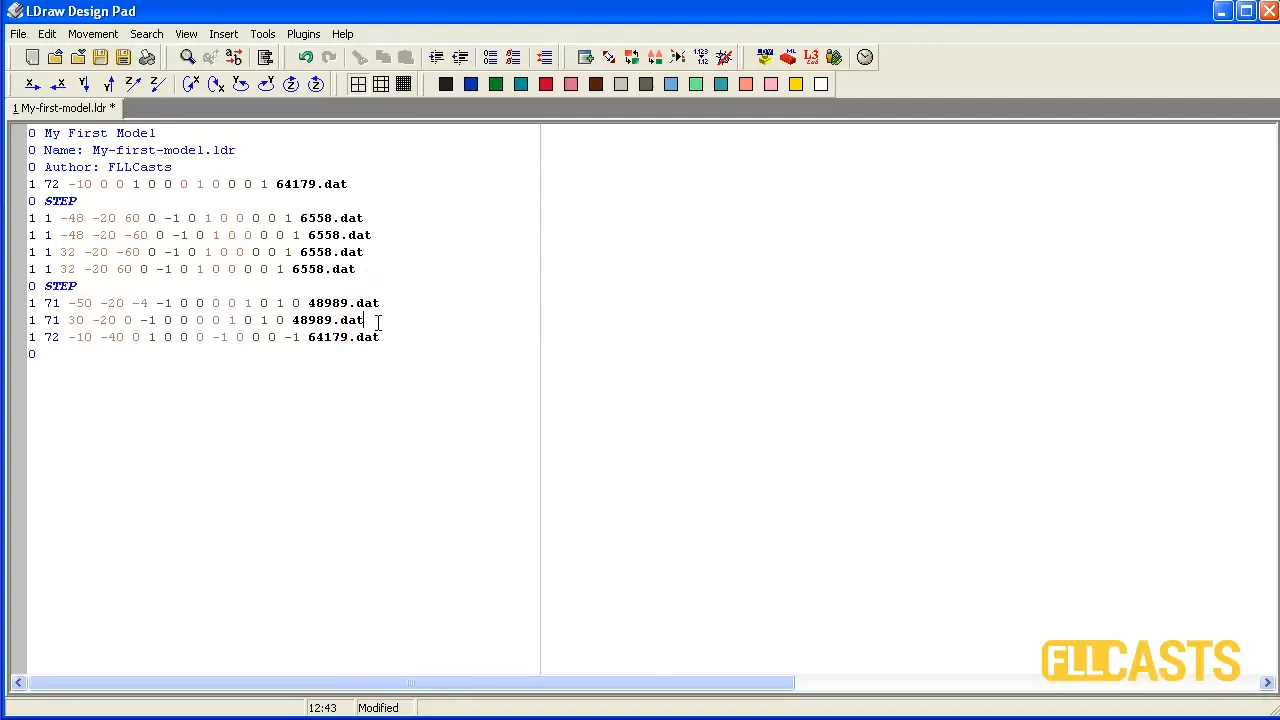 LDraw Design Pad
File Edit Movement Search View Insert Tools Plugins Help
1 My-first-model.ldr *
0 My First Model
0 Name: My-first-model.ldr
0 Author: FLLCasts
1 72 -10 0 0 1 0 0 0 1 0 0 0 1 64179.dat
0 STEP
1 1 -48 -20 60 0 -1 0 1 0 0 0 0 1 6558.dat
1 1 -48 -20 -60 0 -1 0 1 0 0 0 0 1 6558.dat
1 1 32 -20 -60 0 -1 0 1 0 0 0 0 1 6558.dat
1 1 32 -20 60 0 -1 0 1 0 0 0 0 1 6558.dat
0 STEP
1 71 -50 -20 -4 -1 0 0 0 0 1 0 1 0 48989.dat
1 71 30 -20 0 -1 0 0 0 0 1 0 1 0 48989.dat
1 72 -10 -40 0 1 0 0 0 -1 0 0 0 -1 64179.dat
0
FLLCASTS
12:43 Modified